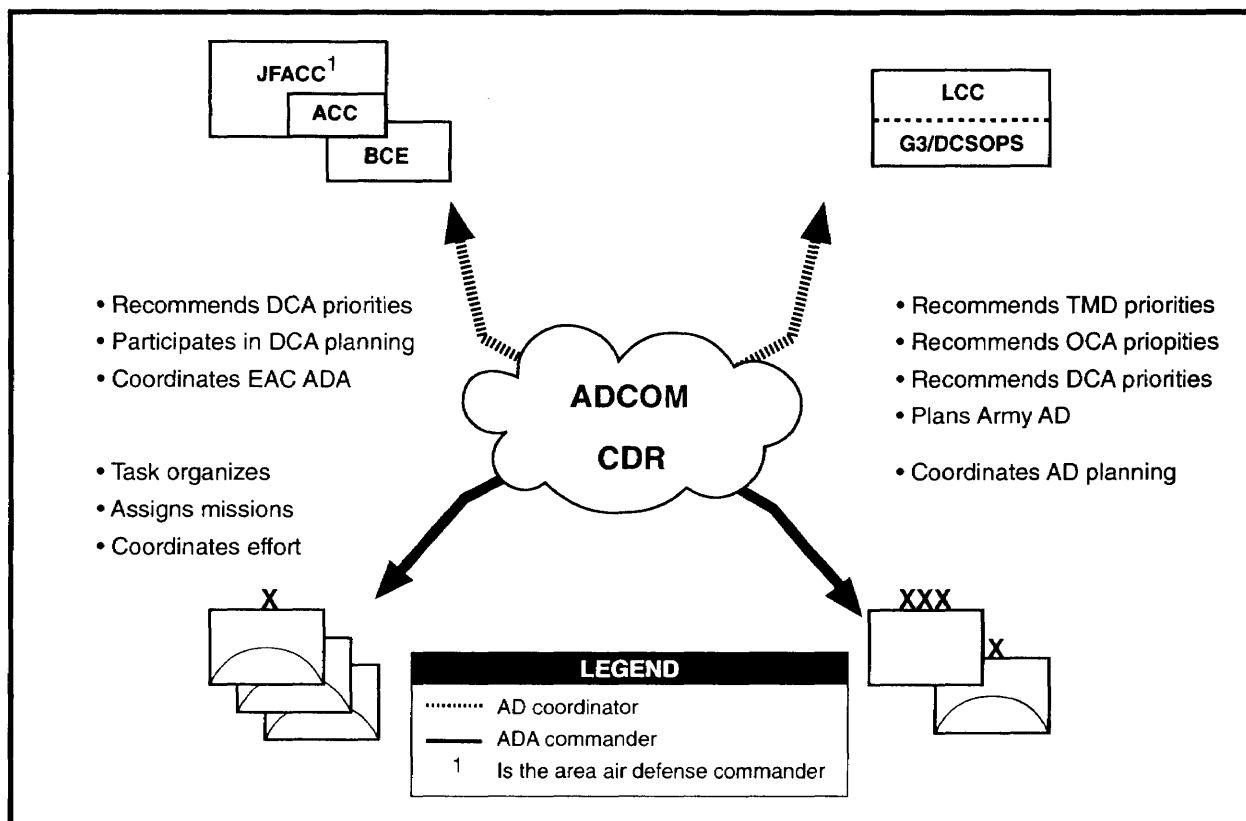 JFACC1
ACC
BCE
LCC
G3/DCSOPS
• Recommends DCA priorities
• Participates in DCA planning
• Coordinates EAC ADA
• Recommends TMD priorities
• Recommends OCA priopities
• Recommends DCA priorities
• Plans Army AD
ADCOM
CDR
• Task organizes
• Assigns missions
• Coordinates effort
• Coordinates AD planning
X
XXX
X
LEGEND
AD coordinator
ADA commander
1 Is the area air defense commander